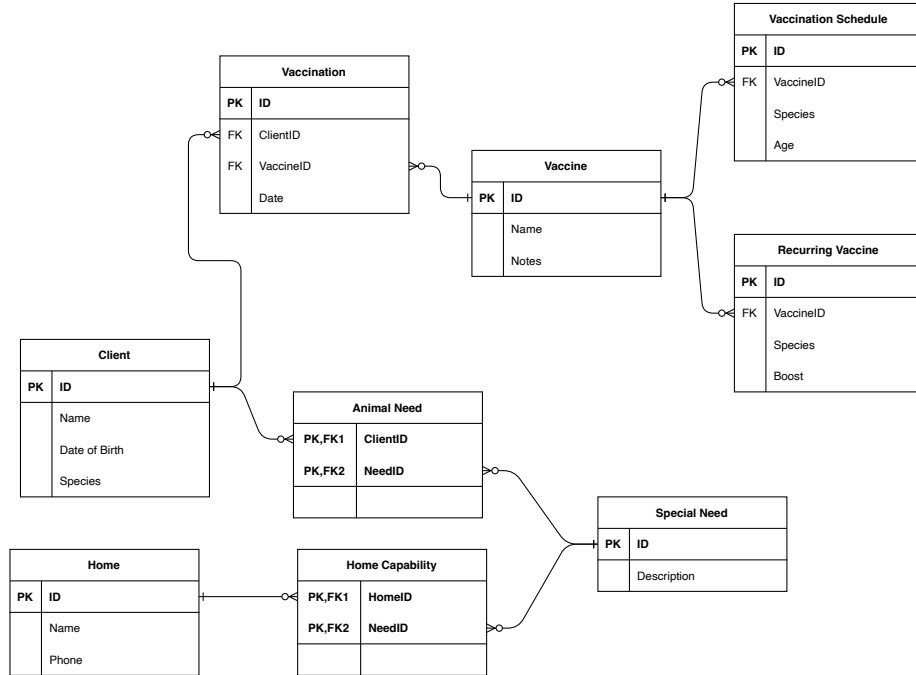 Vaccination Schedule
PK ID
FK VaccineID
Species
Age
Vaccination
PK ID
FK ClientID
FK VaccineID
Date
Vaccine
PK ID
Name
Notes
Recurring Vaccine
PK ID
FK VaccineID
Species
Boost
Client
PK ID
Name
Date of Birth
Species
Animal Need
PK,FK1 ClientID
PK,FK2 NeedID
Special Need
PK ID
Description
Home
PK ID
Name
Phone
Home Capability
PK,FK1 HomeID
PK,FK2 NeedID